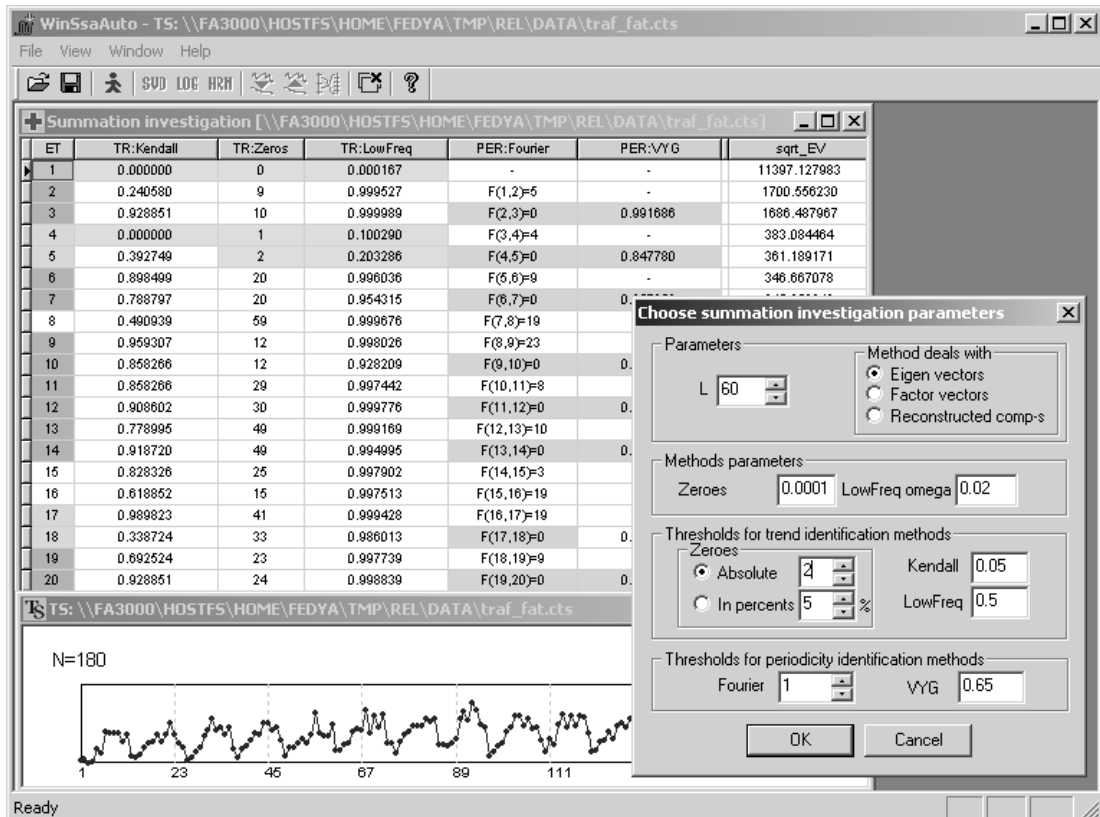 WinSsaAuto - TS: \\FA3000\HOSTFS\HOME\FEDYA\TMP\REL\DATA\traf_fat.cts
File View Window Help
SVD LOG HRM
Summation investigation [\\FA3000\HOSTFS\HOME\FEDYA\TMP\REL\DATA\traf_fat.cts]
ET TR:Kendall TR:Zeros TR:LowFreq PER:Fourier PER:VYG sqrt_EV
1 0.000000 0 0.000167 - - 11397.127983
2 0.240580 9 0.999527 F(1,2)=5 - 1700.556230
3 0.928851 10 0.999989 F(2,3)=0 0.991686 1686.487967
4 0.000000 1 0.100290 F(3,4)=4 - 383.084464
5 0.392749 2 0.203286 F(4,5)=0 0.847780 361.189171
6 0.898499 20 0.996036 F(5,6)=9 - 346.667078
7 0.788797 20 0.954315 F(6,7)=0
8 0.490939 59 0.999676 F(7,8)=19
9 0.959307 12 0.998026 F(8,9)=23
10 0.858266 12 0.928209 F(9,10)=0 0.
11 0.858266 29 0.997442 F(10,11)=8
12 0.908602 30 0.999776 F(11,12)=0 0.
13 0.778995 49 0.999169 F(12,13)=10
14 0.918720 49 0.994995 F(13,14)=0 0.
15 0.828326 25 0.997902 F(14,15)=3
16 0.618852 15 0.997513 F(15,16)=19
17 0.989823 41 0.999428 F(16,17)=19
18 0.338724 33 0.986013 F(17,18)=0 0.
19 0.692524 23 0.997739 F(18,19)=9
20 0.928851 24 0.998839 F(19,20)=0 0.
Choose summation investigation parameters
Parameters
L 60
Method deals with
Eigen vectors
Factor vectors
Reconstructed comp-s
Methods parameters
Zeroes 0.0001 LowFreq omega 0.02
Thresholds for trend identification methods
Zeroes
Absolute 2
In percents 5 %
Kendall 0.05
LowFreq 0.5
Thresholds for periodicity identification methods
Fourier 1 VYG 0.65
OK Cancel
TS TS: \\FA3000\HOSTFS\HOME\FEDYA\TMP\REL\DATA\traf_fat.cts
N=180
1 23 45 67 89 111
Ready